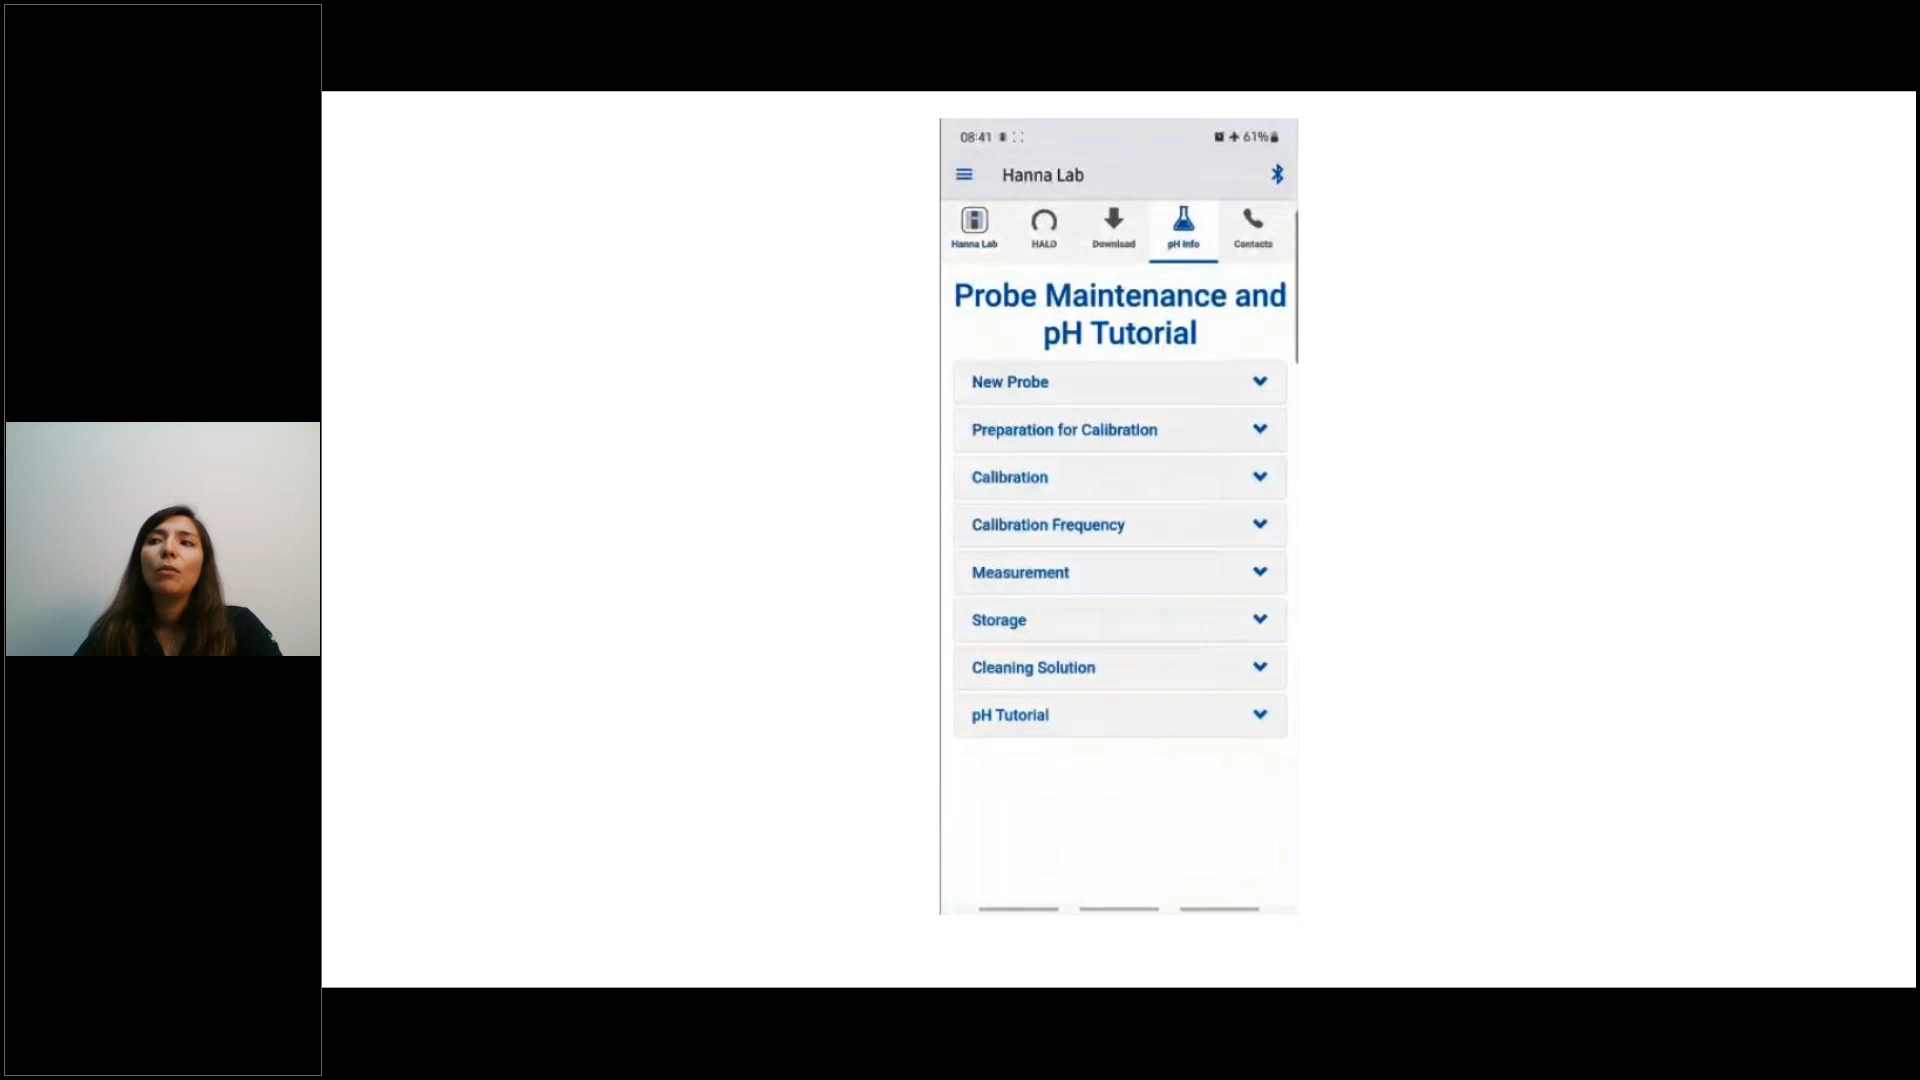 08:41
61%
Hanna Lab
Hanna Lab
HALO
Download
pH Info
Contacts
Probe Maintenance and
pH Tutorial
New Probe
Preparation for Calibration
Calibration
Calibration Frequency
Measurement
Storage
Cleaning Solution
pH Tutorial